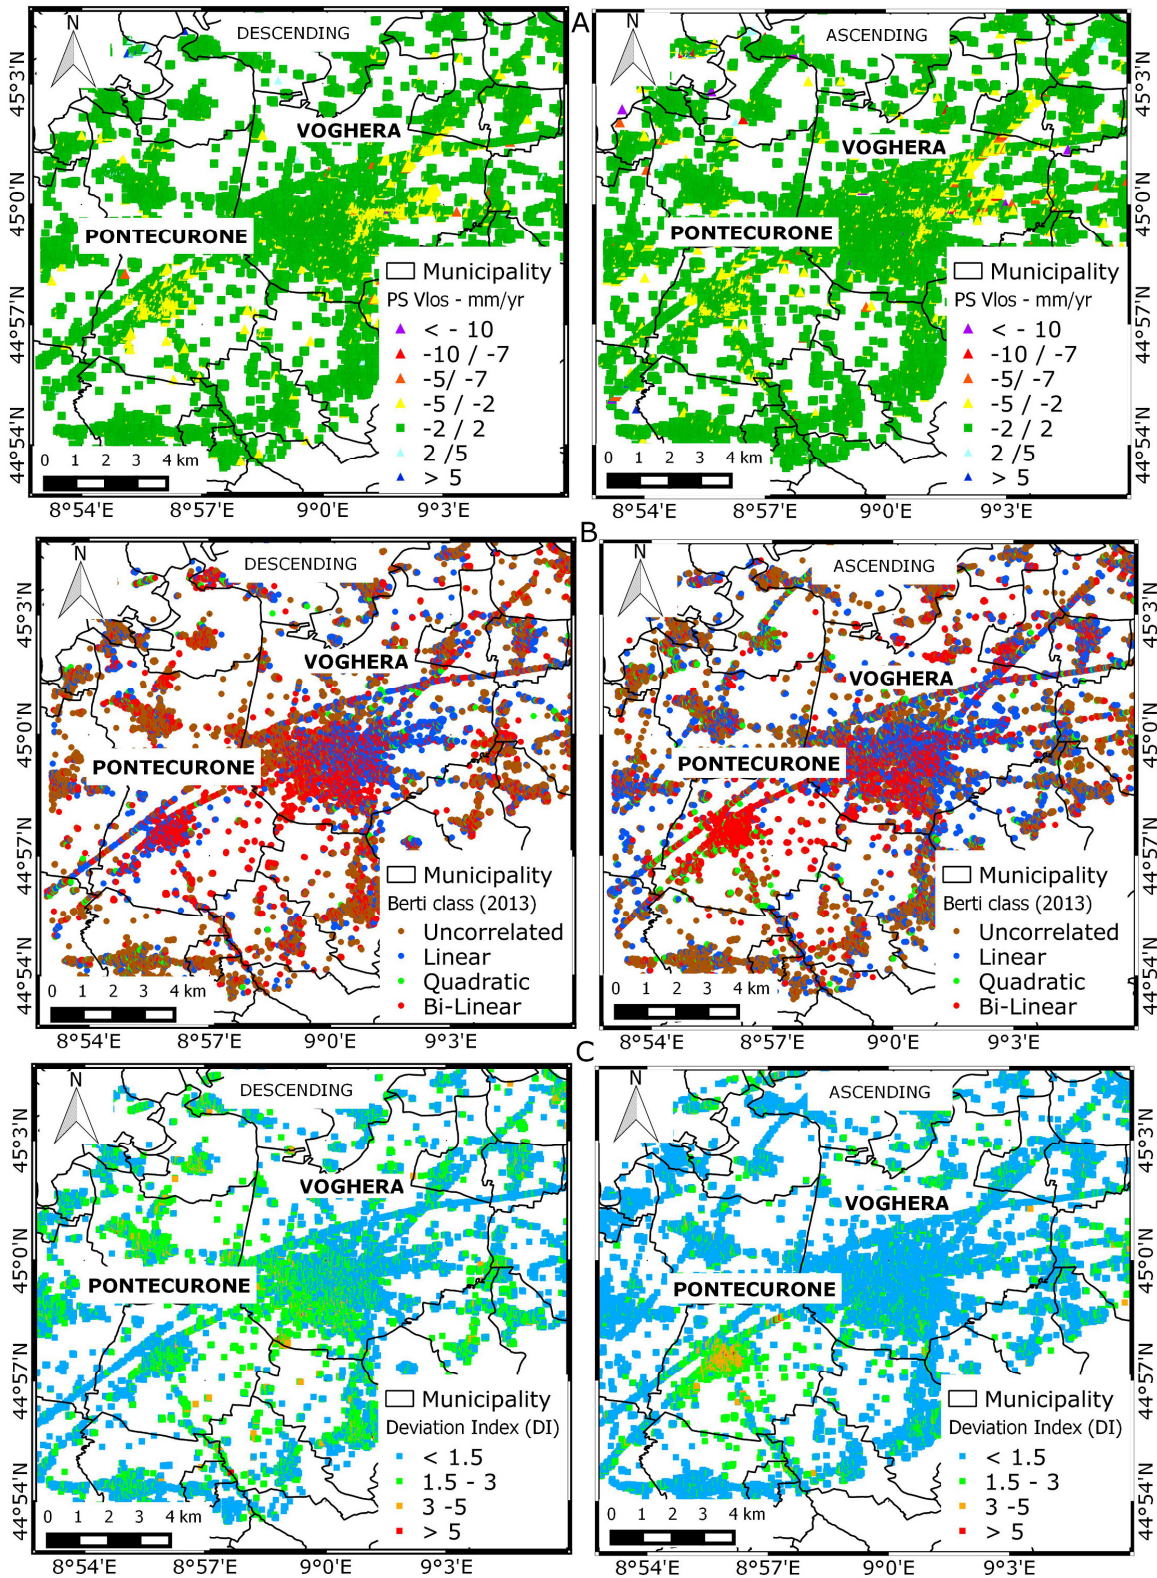 A
N
DESCENDING
VOGHERA
PONTECURONE
Municipality
PS Vlos - mm/yr
< - 10
-10 / -7
-5/ -7
-5 / -2
-2 / 2
2 /5
> 5
0 1 2 3 4 km
45°3'N
45°0'N
44°57'N
44°54'N
8°54'E 8°57'E 9°0'E 9°3'E
N
ASCENDING
VOGHERA
PONTECURONE
Municipality
PS Vlos - mm/yr
< - 10
-10 / -7
-5/ -7
-5 / -2
-2 / 2
2 /5
> 5
0 1 2 3 4 km
45°3'N
45°0'N
44°57'N
44°54'N
8°54'E 8°57'E 9°0'E 9°3'E
B
N
DESCENDING
VOGHERA
PONTECURONE
Municipality
Berti class (2013)
Uncorrelated
Linear
Quadratic
Bi-Linear
0 1 2 3 4 km
45°3'N
45°0'N
44°57'N
44°54'N
8°54'E 8°57'E 9°0'E 9°3'E
N
ASCENDING
VOGHERA
PONTECURONE
Municipality
Berti class (2013)
Uncorrelated
Linear
Quadratic
Bi-Linear
0 1 2 3 4 km
45°3'N
45°0'N
44°57'N
44°54'N
8°54'E 8°57'E 9°0'E 9°3'E
C
N
DESCENDING
VOGHERA
PONTECURONE
Municipality
Deviation Index (DI)
< 1.5
1.5 - 3
3 -5
> 5
0 1 2 3 4 km
45°3'N
45°0'N
44°57'N
44°54'N
8°54'E 8°57'E 9°0'E 9°3'E
N
ASCENDING
VOGHERA
PONTECURONE
Municipality
Deviation Index (DI)
< 1.5
1.5 - 3
3 -5
> 5
0 1 2 3 4 km
45°3'N
45°0'N
44°57'N
44°54'N
8°54'E 8°57'E 9°0'E 9°3'E